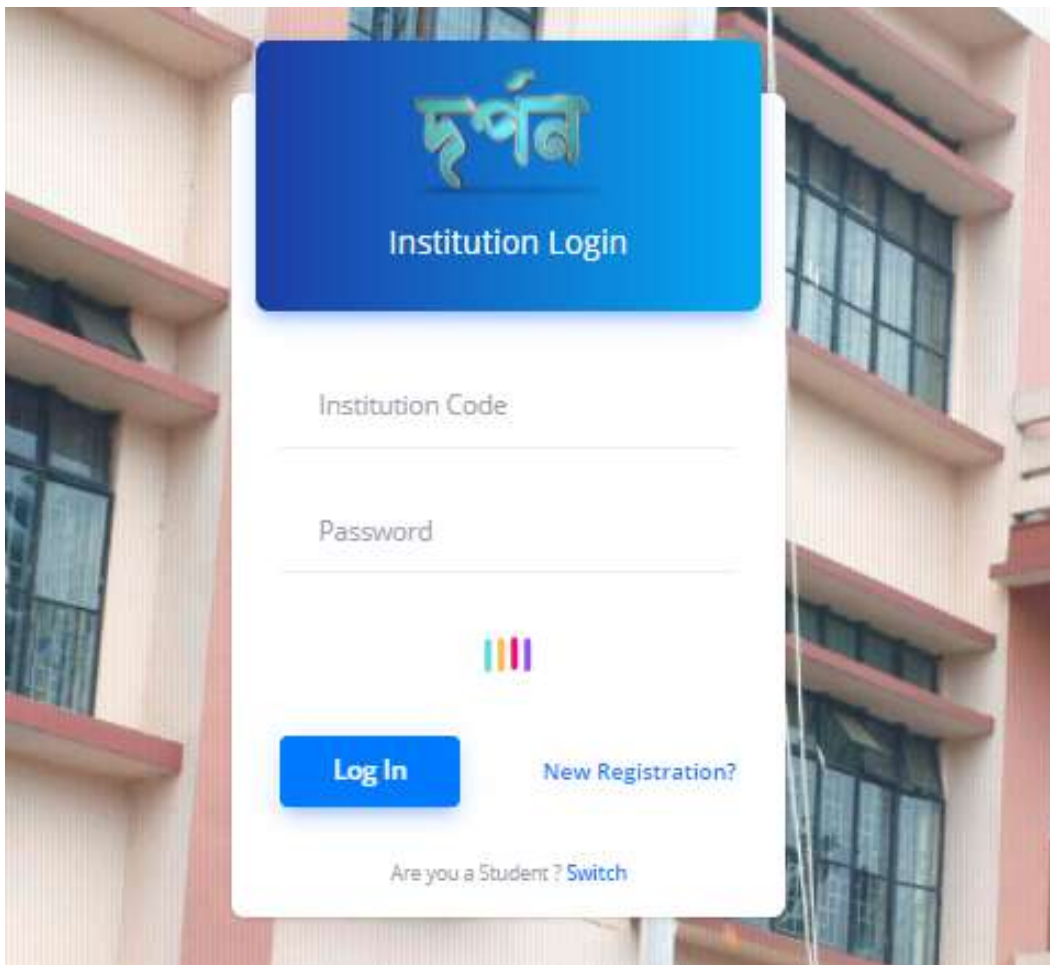 দর্পন
Institution Login
Institution Code
Password
Log In
New Registration?
Are you a Student ? Switch